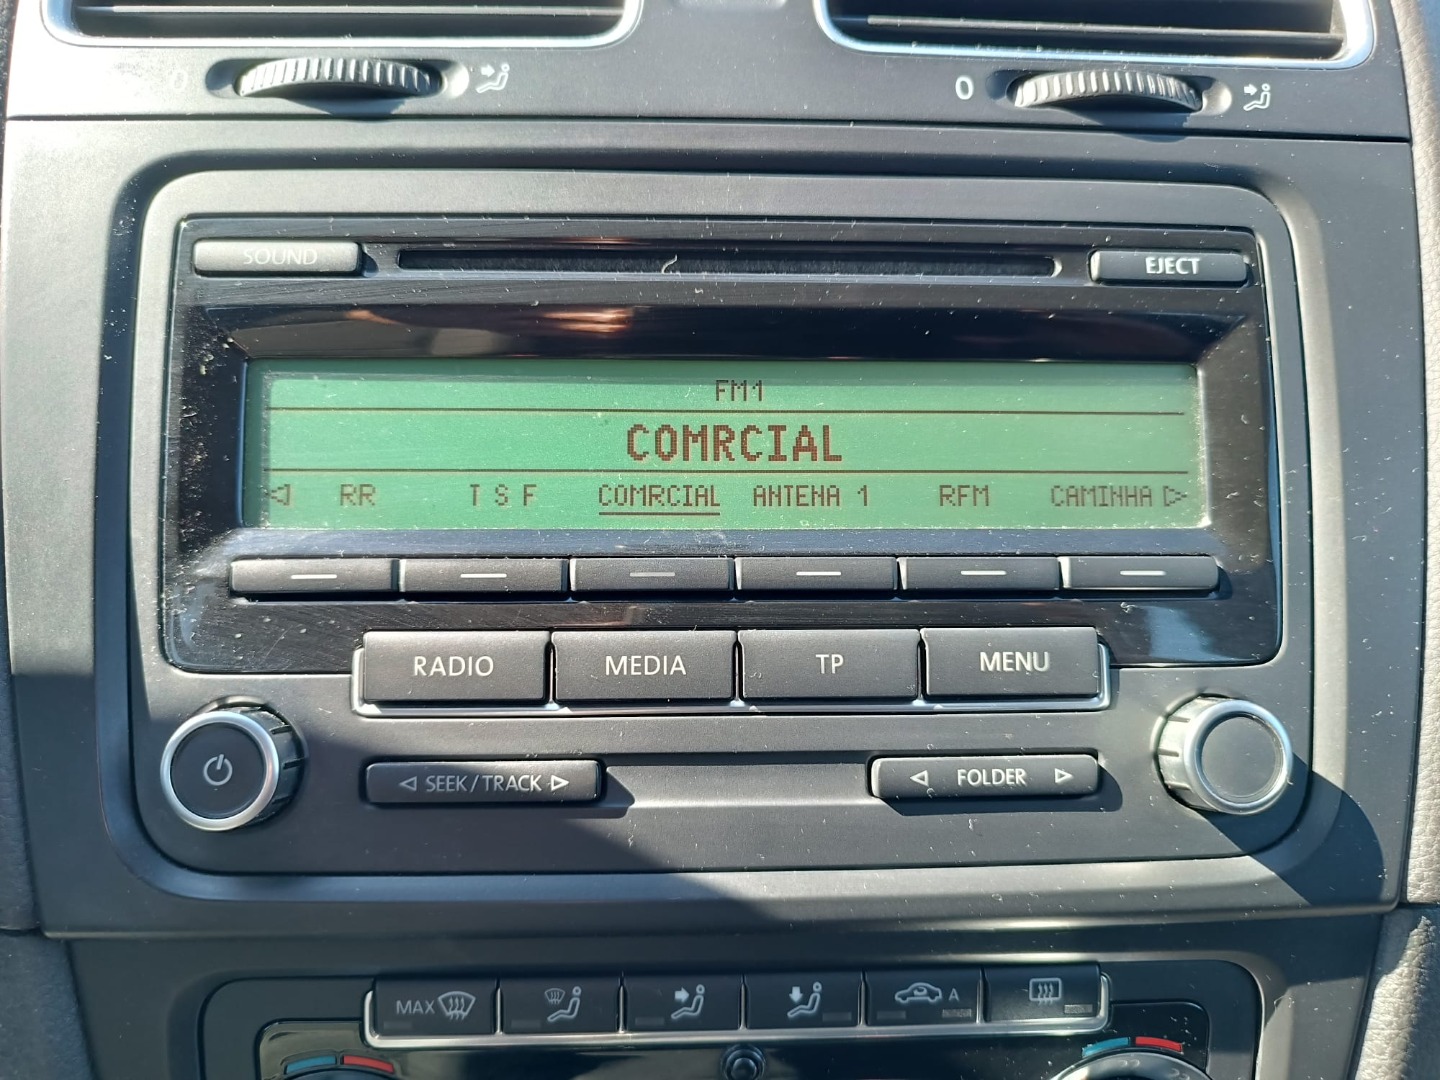 0
0
SOUND
EJECT
FM1
COMRCIAL
RR T S F COMRCIAL ANTENA 1 RFM CAMINHA
RADIO MEDIA TP MENU
SEEK / TRACK
FOLDER
MAX
A